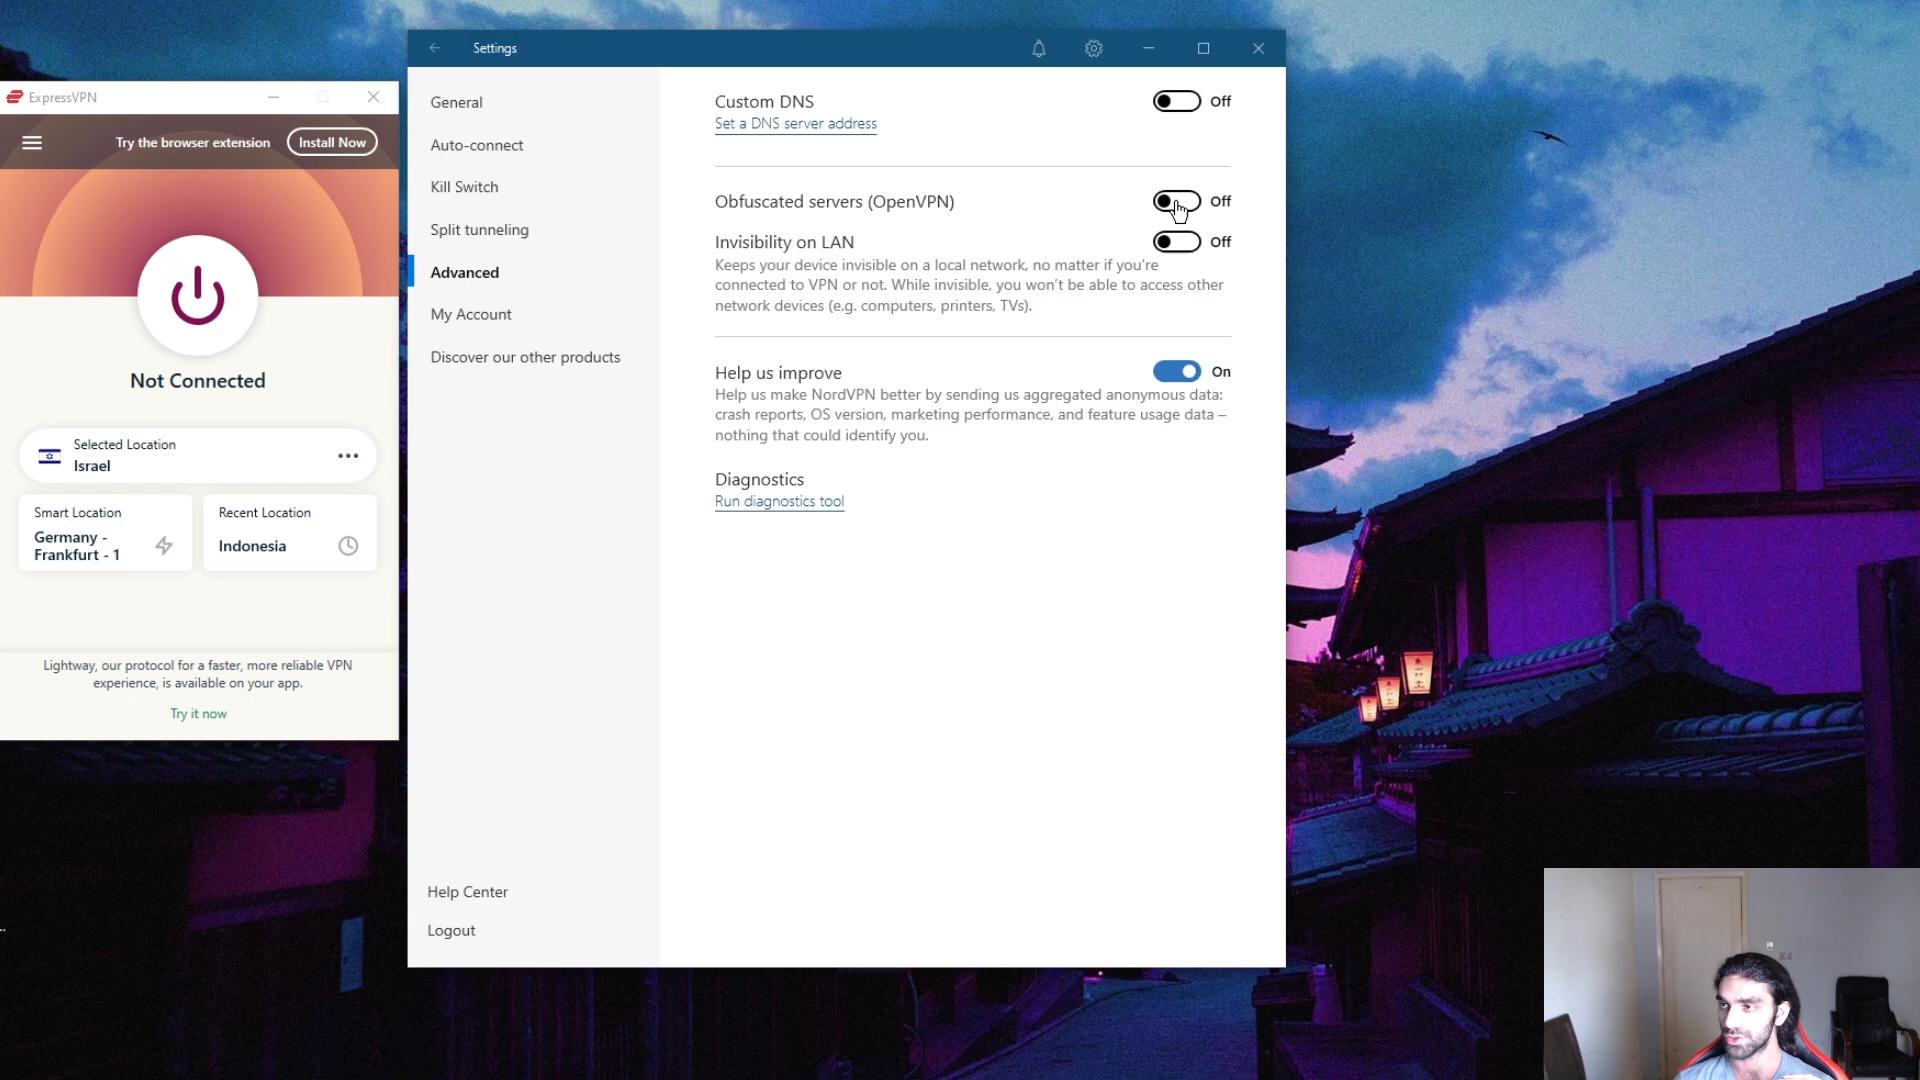 ExpressVPN
Try the browser extension
Install Now
Not Connected
Selected Location
Israel
Smart Location
Germany -
Frankfurt - 1
Recent Location
Indonesia
Lightway, our protocol for a faster, more reliable VPN
experience, is available on your app.
Try it now
Settings
General
Auto-connect
Kill Switch
Split tunneling
Advanced
My Account
Discover our other products
Help Center
Logout
Custom DNS
Off
Set a DNS server address
Obfuscated servers (OpenVPN)
Off
Invisibility on LAN
Off
Keeps your device invisible on a local network, no matter if you're
connected to VPN or not. While invisible, you won't be able to access other
network devices (e.g. computers, printers, TVs).
Help us improve
On
Help us make NordVPN better by sending us aggregated anonymous data:
crash reports, OS version, marketing performance, and feature usage data –
nothing that could identify you.
Diagnostics
Run diagnostics tool